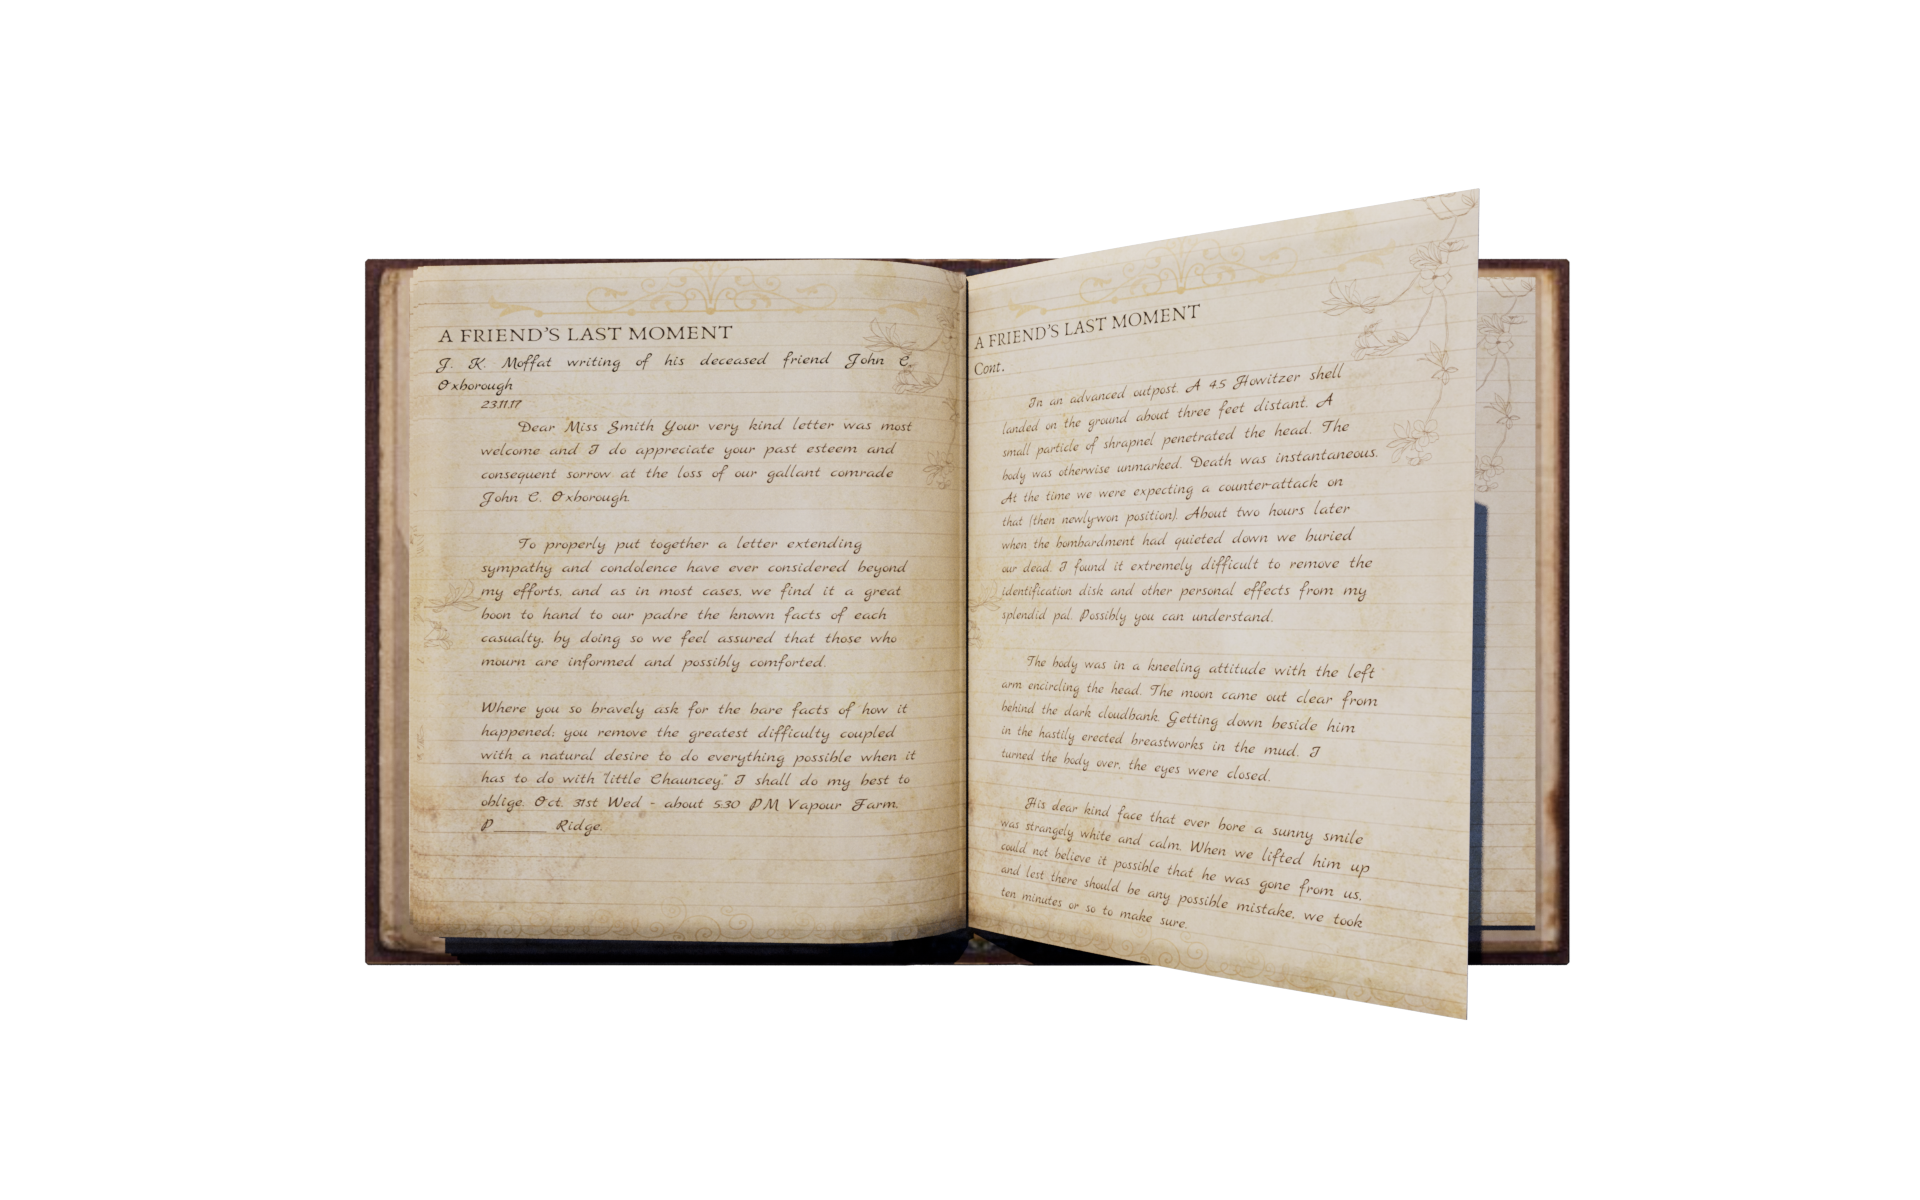 A FRIEND'S LAST MOMENT
J. K. Moffat writing of his deceased friend John C.
Oxborough
23.11.17
Dear Miss Smith Your very kind letter was most
welcome and I do appreciate your past esteem and
consequent sorrow at the loss of our gallant comrade
John C. Oxborough.
To properly put together a letter extending
sympathy and condolence have ever considered beyond
my efforts, and as in most cases, we find it a great
boon to hand to our padre the known facts of each
casualty, by doing so we feel assured that those who
mourn are informed and possibly comforted.
Where you so bravely ask for the bare facts of how it
happened; you remove the greatest difficulty coupled
with a natural desire to do everything possible when it
has to do with "little Chauncey." I shall do my best to
oblige. Oct. 31st Wed - about 5:30 PM Vapour Farm.
P______ Ridge.
A FRIEND'S LAST MOMENT
Cont.
In an advanced outpost. A 4.5 Howitzer shell
landed on the ground about three feet distant. A
small particle of shrapnel penetrated the head. The
body was otherwise unmarked. Death was instantaneous.
At the time we were expecting a counter-attack on
that (then newly-won position). About two hours later
when the bombardment had quieted down we buried
our dead. I found it extremely difficult to remove the
identification disk and other personal effects from my
splendid pal. Possibly you can understand.
The body was in a kneeling attitude with the left
arm encircling the head. The moon came out clear from
behind the dark cloudbank. Getting down beside him
in the hastily erected breastworks in the mud. I
turned the body over, the eyes were closed.
His dear kind face that ever bore a sunny smile
was strangely white and calm. When we lifted him up
could not believe it possible that he was gone from us,
and lest there should be any possible mistake, we took
ten minutes or so to make sure.